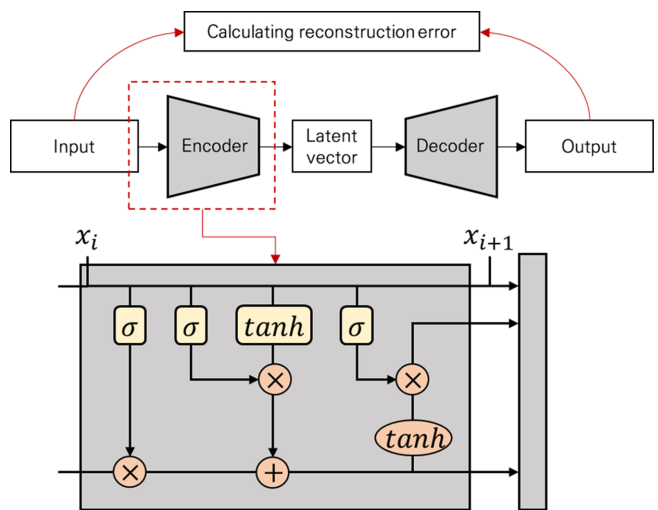 Calculating reconstruction error
Input
Encoder
Latent
vector
Decoder
Output
x_i
x_{i+1}
σ
σ
tanh
σ
×
×
tanh
×
+